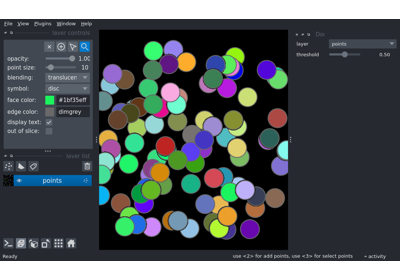 File View Plugins Window Help
layer controls
opacity: 1.00
point size: 10
blending: translucen
symbol: disc
face color: #1bf35eff
edge color: dimgrey
display text:
out of slice:
layer list
points
layer points
threshold 0.50
Ready
use <2> for add points, use <3> for select points
activity